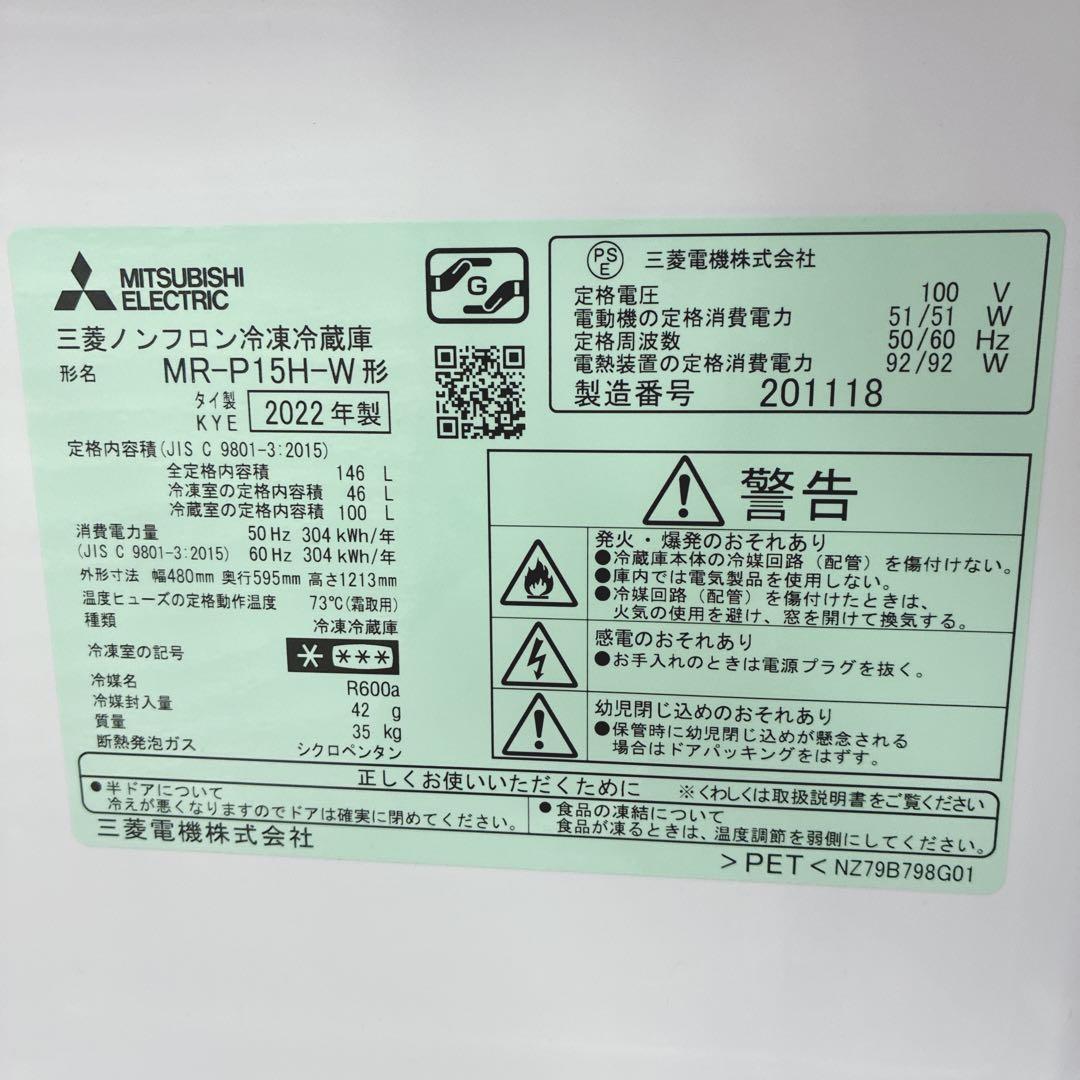 MITSUBISHI
ELECTRIC
三菱ノンフロン冷凍冷蔵庫
形名 MR-P15H-W形
タイ製
KYE 2022年製
定格内容積(JIS C 9801-3:2015)
全定格内容積 146 L
冷凍室の定格内容積 46 L
冷蔵室の定格内容積 100 L
消費電力量 50Hz 304kWh/年
(JIS C 9801-3:2015) 60Hz 304kWh/年
外形寸法 幅480mm 奥行595mm 高さ1213mm
温度ヒューズの定格動作温度 73℃(霜取用)
種類 冷凍冷蔵庫
冷凍室の記号 * ***
冷媒名 R600a
冷媒封入量 42 g
質量 35 kg
断熱発泡ガス シクロペンタン
G
PS
E
三菱電機株式会社
定格電圧 100 V
電動機の定格消費電力 51/51 W
定格周波数 50/60 Hz
電熱装置の定格消費電力 92/92 W
製造番号 201118
警告
発火・爆発のおそれあり
●冷蔵庫本体の冷媒回路(配管)を傷付けない。
●庫内では電気製品を使用しない。
●冷媒回路(配管)を傷付けたときは、
火気の使用を避け、窓を開けて換気する。
感電のおそれあり
●お手入れのときは電源プラグを抜く。
幼児閉じ込めのおそれあり
●保管時に幼児閉じ込めが懸念される
場合はドアパッキングをはずす。
正しくお使いいただくために ※くわしくは取扱説明書をご覧ください
●半ドアについて
冷えが悪くなりますのでドアは確実に閉めてください。
●食品の凍結について
食品が凍るときは、温度調節を弱側にしてください。
三菱電機株式会社
>PET< NZ79B798G01